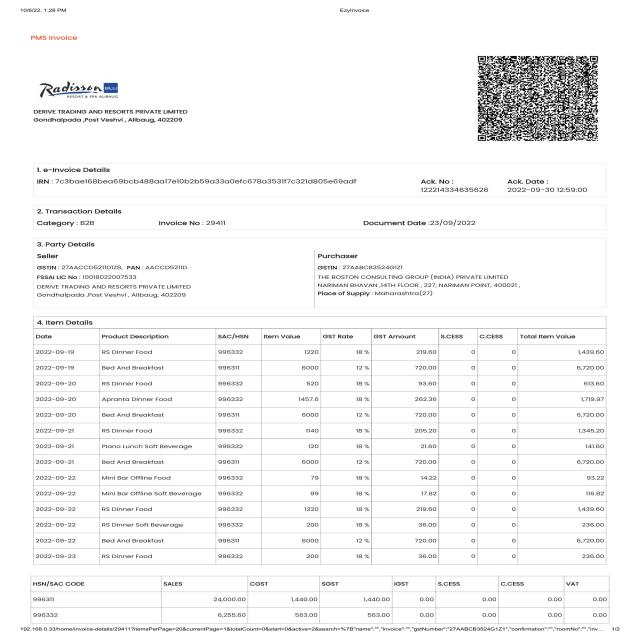 10/6/22, 1:28 PM EzyInvoice
PMS Invoice
Radisson BLU
RESORT & SPA ALIBAUG
DERIVE TRADING AND RESORTS PRIVATE LIMITED
Gondhalpada ,Post Veshvi , Alibaug, 402209
1. e-Invoice Details
IRN : 7c3bae168bea69bcb488aa17e10b2b59a33a0efc678a3531f7c321d805e69adf Ack. No : Ack. Date :
122214334635626 2022-09-30 12:59:00
2. Transaction Details
Category : B2B Invoice No : 29411 Document Date :23/09/2022
3. Party Details
Seller Purchaser
GSTIN : 27AACCD5211D1Z8, PAN : AACCD5211D GSTIN : 27AABCB3524G1Z1
FSSAI LIC No : 10018022007533 THE BOSTON CONSULTING GROUP (INDIA) PRIVATE LIMITED
DERIVE TRADING AND RESORTS PRIVATE LIMITED NARIMAN BHAVAN ,14TH FLOOR , 227, NARIMAN POINT, 400021 ,
Gondhalpada ,Post Veshvi , Alibaug, 402209 Place of Supply : Maharashtra(27)
4. Item Details
Date Product Description SAC/HSN Item Value GST Rate GST Amount S.CESS C.CESS Total Item Value
2022-09-19 RS Dinner Food 996332 1220 18 % 219.60 0 0 1,439.60
2022-09-19 Bed And Breakfast 996311 6000 12 % 720.00 0 0 6,720.00
2022-09-20 RS Dinner Food 996332 520 18 % 93.60 0 0 613.60
2022-09-20 Apranta Dinner Food 996332 1457.6 18 % 262.36 0 0 1,719.97
2022-09-20 Bed And Breakfast 996311 6000 12 % 720.00 0 0 6,720.00
2022-09-21 RS Dinner Food 996332 1140 18 % 205.20 0 0 1,345.20
2022-09-21 Piano Lunch Soft Beverage 996332 120 18 % 21.60 0 0 141.60
2022-09-21 Bed And Breakfast 996311 6000 12 % 720.00 0 0 6,720.00
2022-09-22 Mini Bar Offline Food 996332 79 18 % 14.22 0 0 93.22
2022-09-22 Mini Bar Offline Soft Beverage 996332 99 18 % 17.82 0 0 116.82
2022-09-22 RS Dinner Food 996332 1220 18 % 219.60 0 0 1,439.60
2022-09-22 RS Dinner Soft Beverage 996332 200 18 % 36.00 0 0 236.00
2022-09-22 Bed And Breakfast 996311 6000 12 % 720.00 0 0 6,720.00
2022-09-23 RS Dinner Food 996332 200 18 % 36.00 0 0 236.00
HSN/SAC CODE SALES CGST SGST IGST S.CESS C.CESS VAT
996311 24,000.00 1,440.00 1,440.00 0.00 0.00 0.00 0.00
996332 6,255.60 563.00 563.00 0.00 0.00 0.00 0.00
192.168.0.33/home/invoice-details/29411?itemsPerPage=20&currentPage=1&totalCount=0&start=0&active=2&search=%7B"name":"","invoice":"","gstNumber":"27AABCB3524G1Z1","confirmation":"","roomNo":"","inv... 1/2